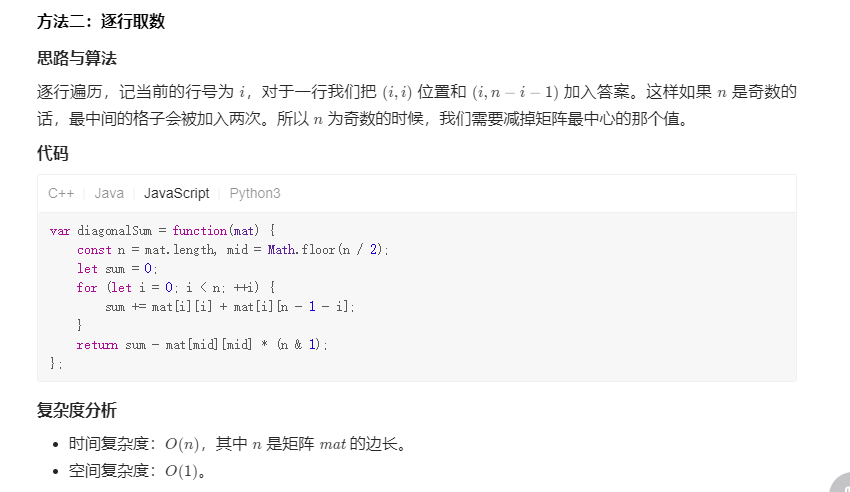 方法二：逐行取数
思路与算法
逐行遍历，记当前的行号为 i，对于一行我们把 (i, i) 位置和 (i, n − i − 1) 加入答案。这样如果 n 是奇数的
话，最中间的格子会被加入两次。所以 n 为奇数的时候，我们需要减掉矩阵最中心的那个值。
代码
C++ Java JavaScript Python3
var diagonalSum = function(mat) {
    const n = mat.length, mid = Math.floor(n / 2);
    let sum = 0;
    for (let i = 0; i < n; ++i) {
        sum += mat[i][i] + mat[i][n - 1 - i];
    }
    return sum - mat[mid][mid] * (n & 1);
};
复杂度分析
• 时间复杂度：O(n)，其中 n 是矩阵 mat 的边长。
• 空间复杂度：O(1)。